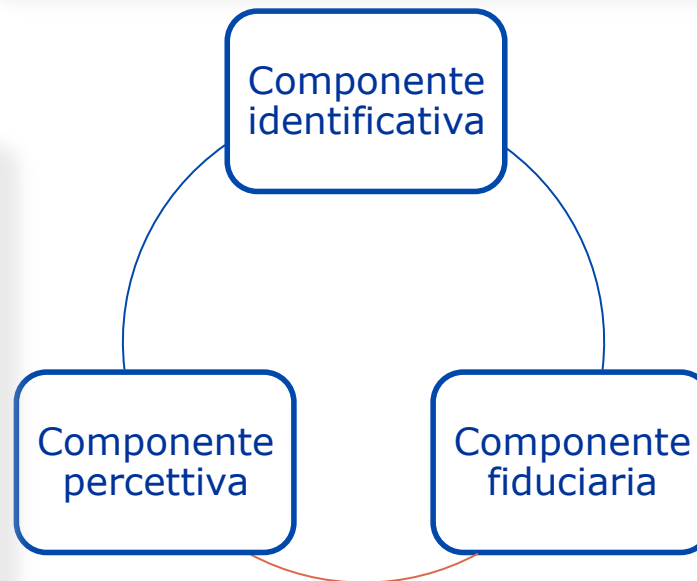 Componente
identificativa
Componente
percettiva
Componente
fiduciaria